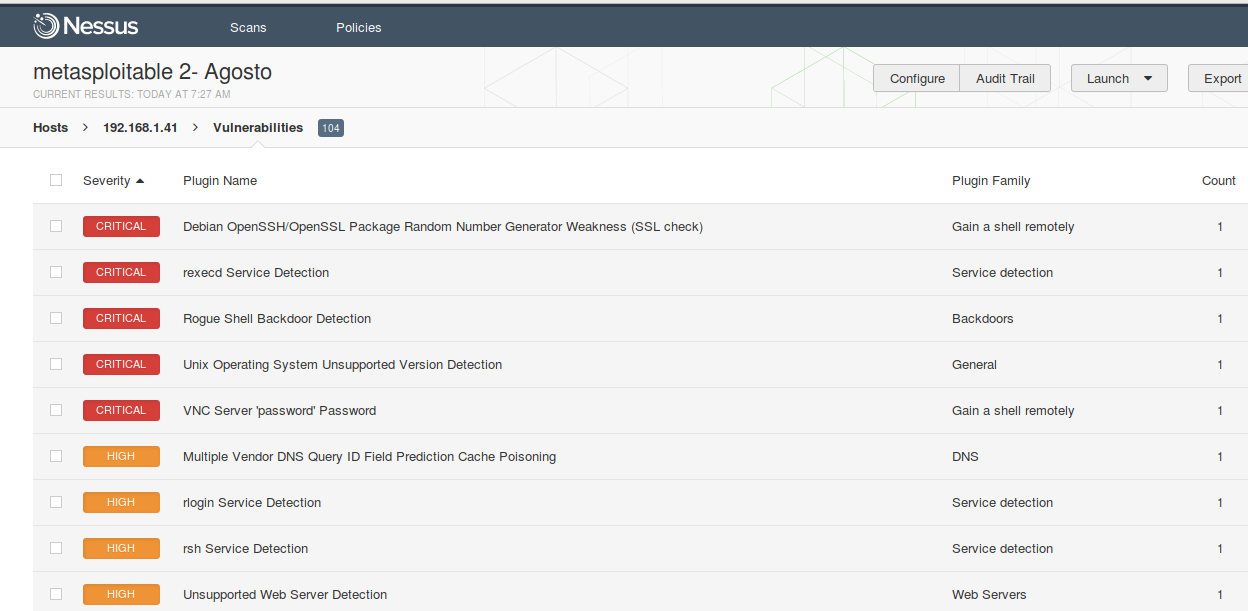 Nessus Scans Policies
metasploitable 2- Agosto
CURRENT RESULTS: TODAY AT 7:27 AM
Configure Audit Trail Launch Export
Hosts > 192.168.1.41 > Vulnerabilities 104
Severity Plugin Name Plugin Family Count
CRITICAL Debian OpenSSH/OpenSSL Package Random Number Generator Weakness (SSL check) Gain a shell remotely 1
CRITICAL rexecd Service Detection Service detection 1
CRITICAL Rogue Shell Backdoor Detection Backdoors 1
CRITICAL Unix Operating System Unsupported Version Detection General 1
CRITICAL VNC Server 'password' Password Gain a shell remotely 1
HIGH Multiple Vendor DNS Query ID Field Prediction Cache Poisoning DNS 1
HIGH rlogin Service Detection Service detection 1
HIGH rsh Service Detection Service detection 1
HIGH Unsupported Web Server Detection Web Servers 1